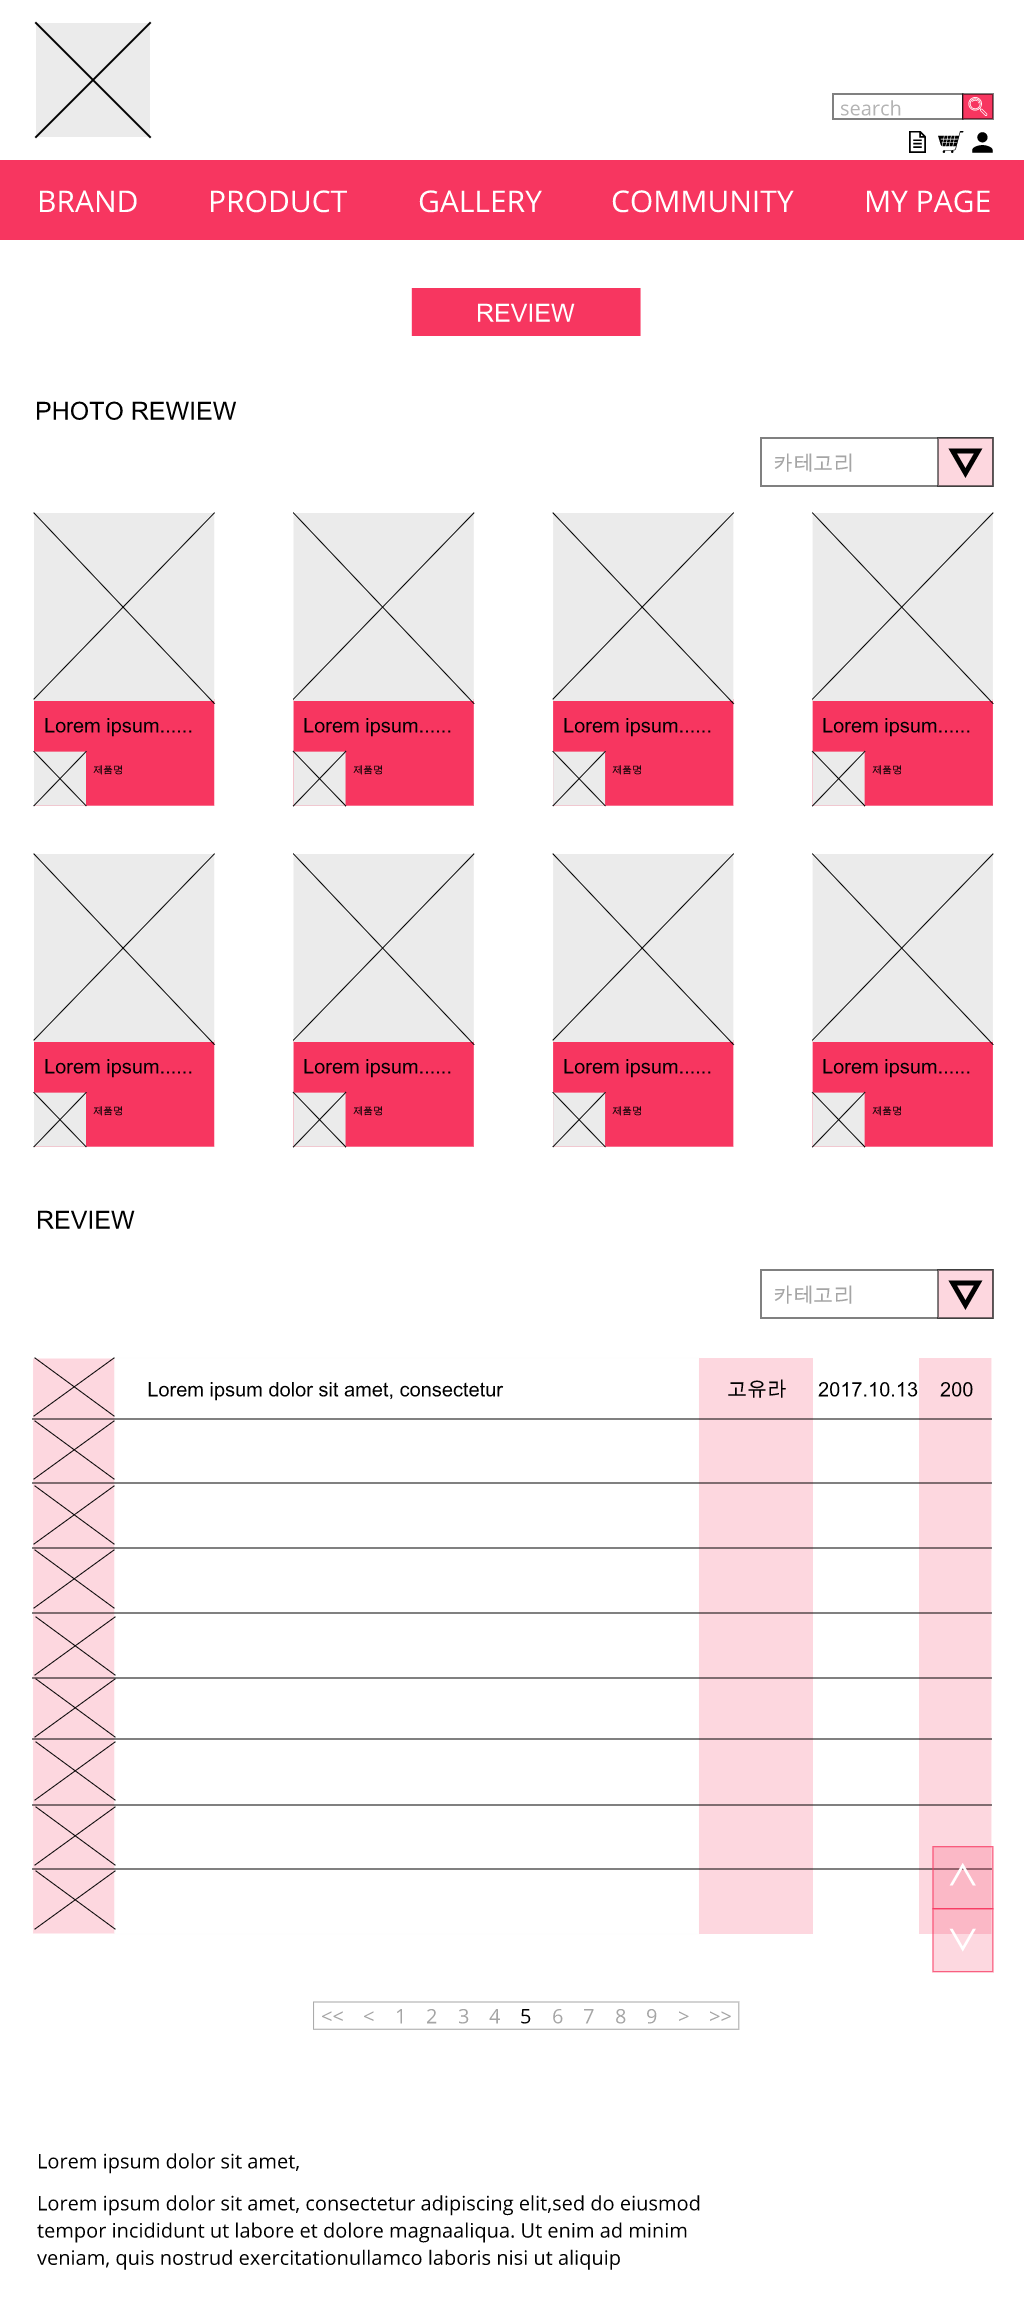 search
BRAND PRODUCT GALLERY COMMUNITY MY PAGE
REVIEW
PHOTO REWIEW
카테고리
Lorem ipsum...... Lorem ipsum...... Lorem ipsum...... Lorem ipsum......
제품명 제품명 제품명 제품명
Lorem ipsum...... Lorem ipsum...... Lorem ipsum...... Lorem ipsum......
제품명 제품명 제품명 제품명
REVIEW
카테고리
Lorem ipsum dolor sit amet, consectetur 고유라 2017.10.13 200
<< < 1 2 3 4 5 6 7 8 9 > >>
Lorem ipsum dolor sit amet,
Lorem ipsum dolor sit amet, consectetur adipiscing elit,sed do eiusmod
tempor incididunt ut labore et dolore magnaaliqua. Ut enim ad minim
veniam, quis nostrud exercitationullamco laboris nisi ut aliquip